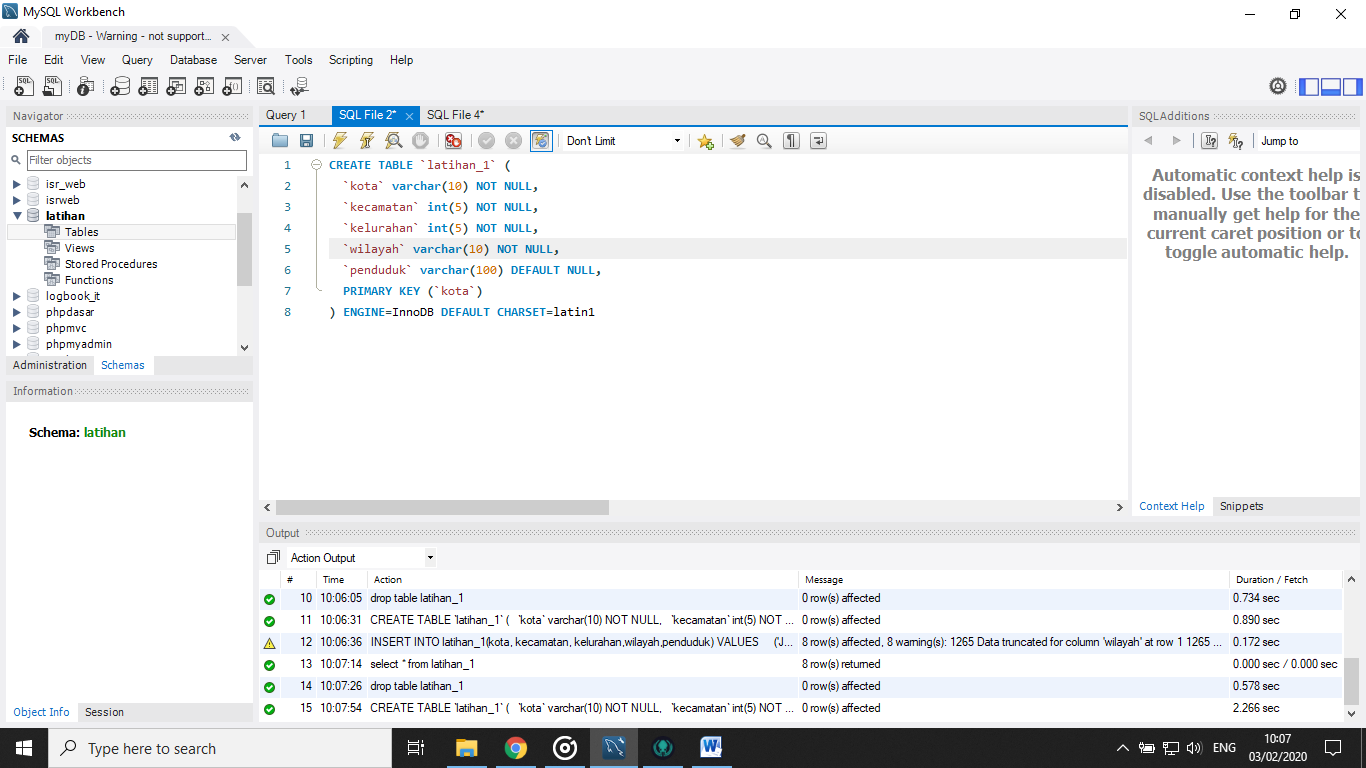 MySQL Workbench
myDB - Warning - not support...
File Edit View Query Database Server Tools Scripting Help
Navigator
SCHEMAS
Filter objects
isr_web
isrweb
latihan
Tables
Views
Stored Procedures
Functions
logbook_it
phpdasar
phpmvc
phpmyadmin
Administration Schemas
Information
Schema: latihan
Object Info Session
Query 1 SQL File 2* SQL File 4*
Don't Limit
1 CREATE TABLE `latihan_1` (
2 `kota` varchar(10) NOT NULL,
3 `kecamatan` int(5) NOT NULL,
4 `kelurahan` int(5) NOT NULL,
5 `wilayah` varchar(10) NOT NULL,
6 `penduduk` varchar(100) DEFAULT NULL,
7 PRIMARY KEY (`kota`)
8 ) ENGINE=InnoDB DEFAULT CHARSET=latin1
SQLAdditions
Jump to
Automatic context help is
disabled. Use the toolbar t
manually get help for the
current caret position or to
toggle automatic help.
Context Help Snippets
Output
Action Output
# Time Action Message Duration / Fetch
10 10:06:05 drop table latihan_1 0 row(s) affected 0.734 sec
11 10:06:31 CREATE TABLE `latihan_1` ( `kota` varchar(10) NOT NULL, `kecamatan` int(5) NOT ... 0 row(s) affected 0.890 sec
12 10:06:36 INSERT INTO latihan_1(kota, kecamatan, kelurahan,wilayah,penduduk) VALUES ('J... 8 row(s) affected, 8 warning(s): 1265 Data truncated for column 'wilayah' at row 1 1265 ... 0.172 sec
13 10:07:14 select * from latihan_1 8 row(s) returned 0.000 sec / 0.000 sec
14 10:07:26 drop table latihan_1 0 row(s) affected 0.578 sec
15 10:07:54 CREATE TABLE `latihan_1` ( `kota` varchar(10) NOT NULL, `kecamatan` int(5) NOT ... 0 row(s) affected 2.266 sec
Type here to search
ENG
10:07
03/02/2020